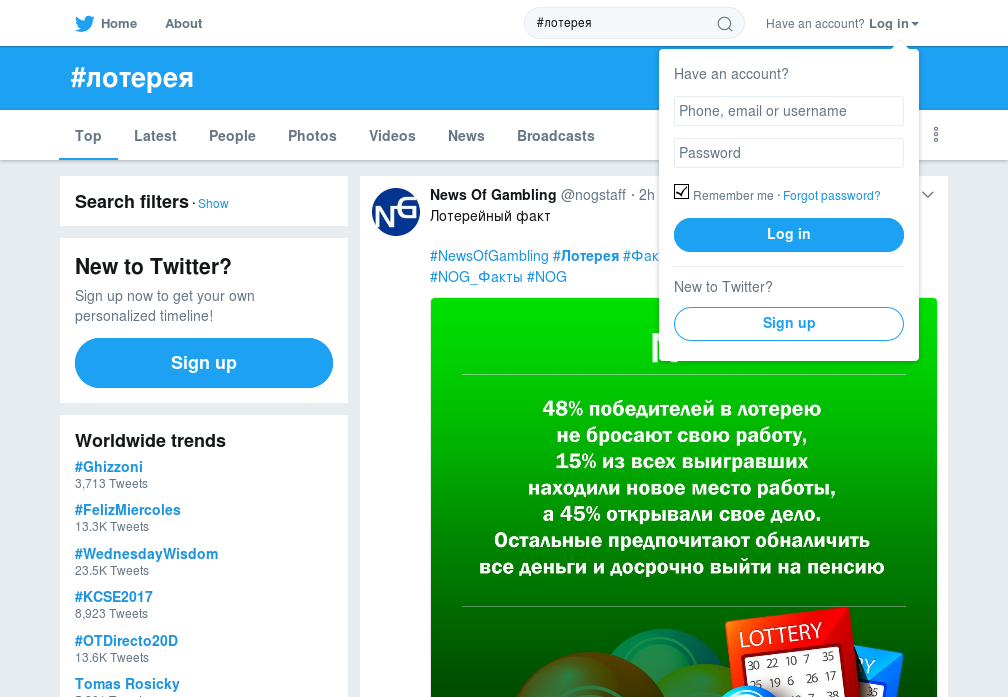 Home
About
#лотерея
Have an account? Log in
#лотерея
Have an account?
Phone, email or username
Password
Remember me · Forgot password?
Log in
New to Twitter?
Sign up
Top
Latest
People
Photos
Videos
News
Broadcasts
Search filters · Show
New to Twitter?
Sign up now to get your own
personalized timeline!
Sign up
Worldwide trends
#Ghizzoni
3,713 Tweets
#FelizMiercoles
13.3K Tweets
#WednesdayWisdom
23.5K Tweets
#KCSE2017
8,923 Tweets
#OTDirecto20D
13.6K Tweets
Tomas Rosicky
NG
News Of Gambling @nogstaff · 2h
Лотерейный факт
#NewsOfGambling #Лотерея #Фак
#NOG_Факты #NOG
48% победителей в лотерею
не бросают свою работу,
15% из всех выигравших
находили новое место работы,
а 45% открывали свое дело.
Остальные предпочитают обналичить
все деньги и досрочно выйти на пенсию
LOTTERY
30 22 10 7 35
25 19 6 26 17
35